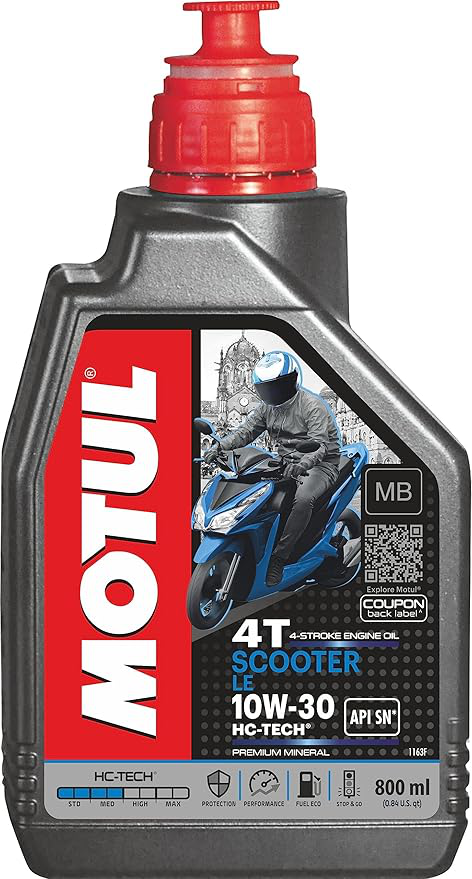 MOTUL®
MB
Explore Motul®
COUPON
back label^
4T 4-STROKE ENGINE OIL
SCOOTER
LE
10W-30
HC-TECH®
API SN*
PREMIUM MINERAL
1163F
HC-TECH®
STD MED HIGH MAX
PROTECTION PERFORMANCE FUEL ECO STOP & GO
800 ml
(0.84 U.S. qt)